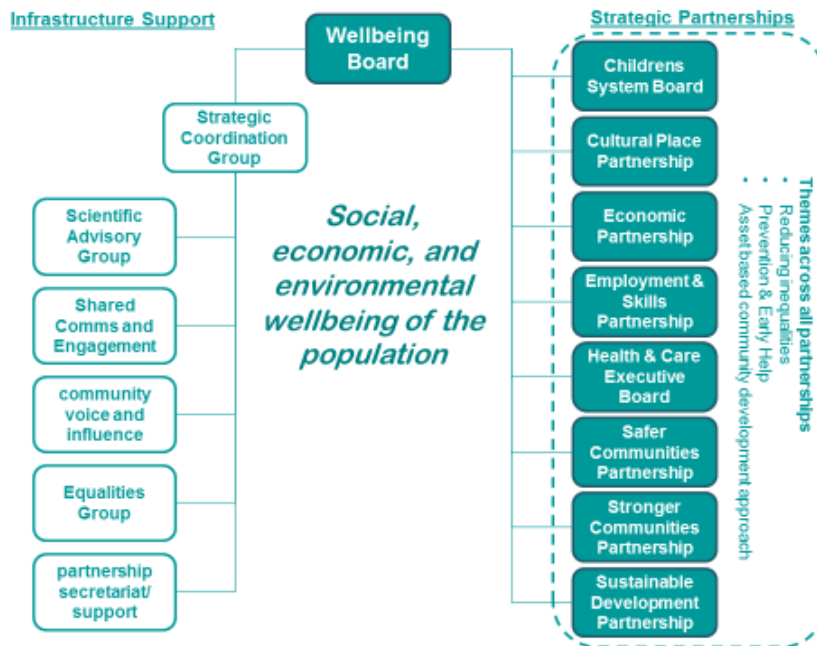 Infrastructure Support
Wellbeing
Board
Strategic Partnerships
Strategic
Coordination
Group
Scientific
Advisory
Group
Shared
Comms and
Engagement
community
voice and
influence
Equalities
Group
partnership
secretariat/
support
Social,
economic, and
environmental
wellbeing of the
population
Childrens
System Board
Cultural Place
Partnership
Economic
Partnership
Employment &
Skills
Partnership
Health & Care
Executive
Board
Safer
Communities
Partnership
Stronger
Communities
Partnership
Sustainable
Development
Partnership
Themes across all partnerships
• Reducing inequalities
• Prevention & Early Help
• Asset based community development approach